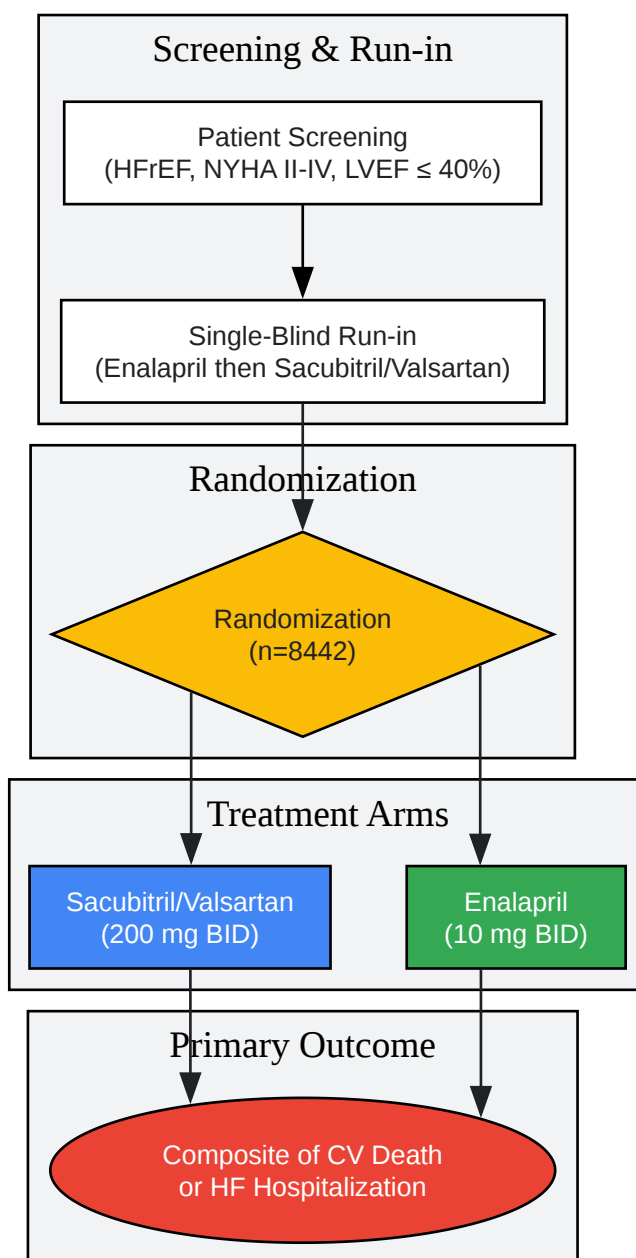 Screening & Run-in
Patient Screening
(HFrEF, NYHA II-IV, LVEF ≤ 40%)
Single-Blind Run-in
(Enalapril then Sacubitril/Valsartan)
Randomization
Randomization
(n=8442)
Treatment Arms
Sacubitril/Valsartan
(200 mg BID)
Enalapril
(10 mg BID)
Primary Outcome
Composite of CV Death
or HF Hospitalization